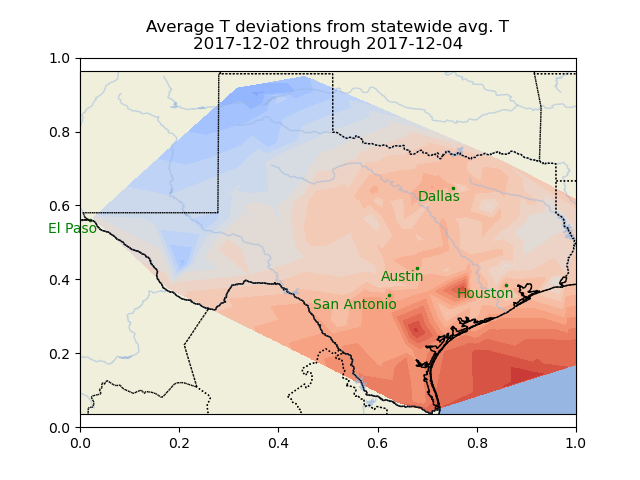 Average T deviations from statewide avg. T
2017-12-02 through 2017-12-04
1.0
0.8
0.6
0.4
0.2
0.0
Dallas
El Paso
Austin
Houston
San Antonio
0.0 0.2 0.4 0.6 0.8 1.0